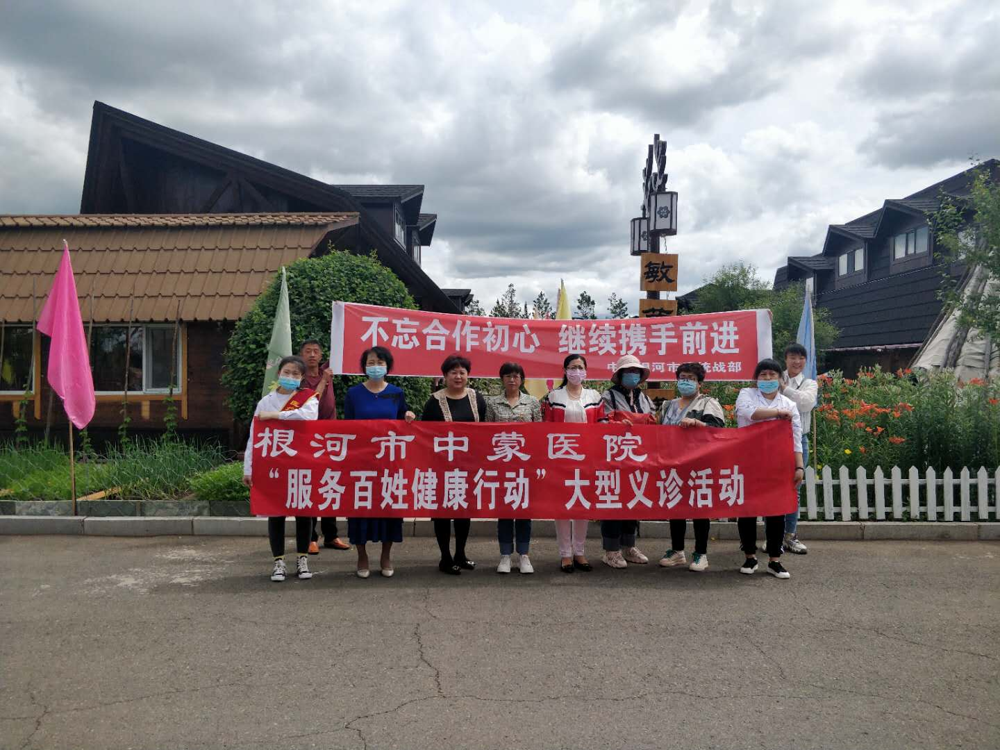 敏
不忘合作初心 继续携手前进
中 根河市 统战部
根河市中蒙医院
“服务百姓健康行动”大型义诊活动